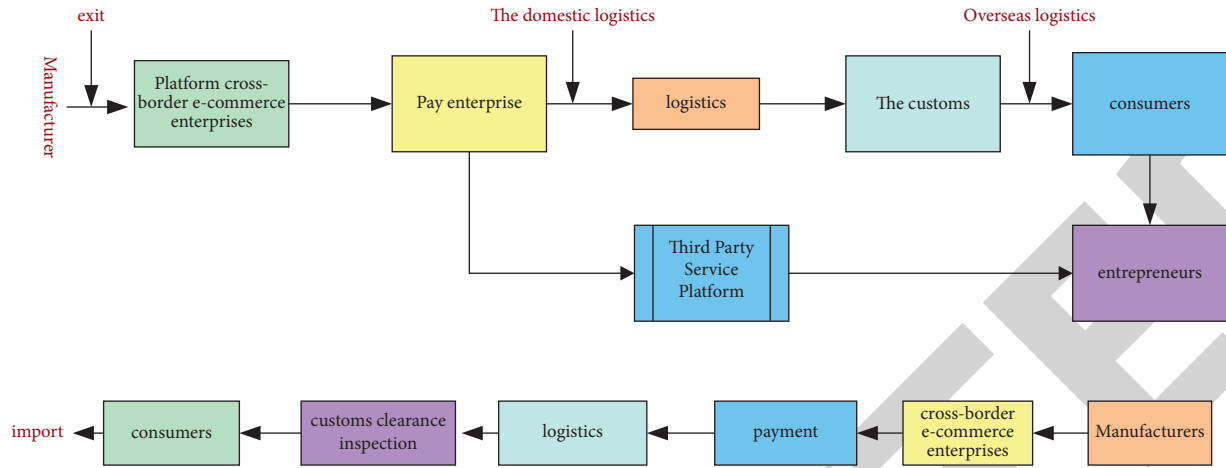 exit
The domestic logistics
Overseas logistics
Manufacturer
Platform cross-
border e-commerce
enterprises
Pay enterprise
logistics
The customs
consumers
Third Party
Service
Platform
entrepreneurs
import
consumers
customs clearance
inspection
logistics
payment
cross-border
e-commerce
enterprises
Manufacturers